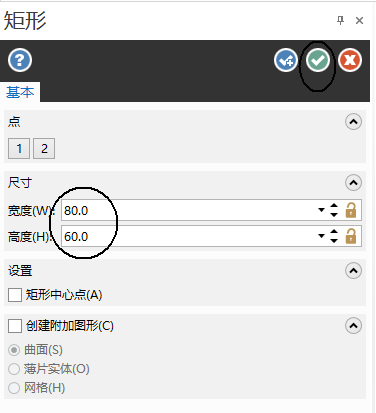 矩形
基本
点
1 2
尺寸
宽度(W): 80.0
高度(H): 60.0
设置
矩形中心点(A)
创建附加图形(C)
曲面(S)
薄片实体(O)
网格(H)